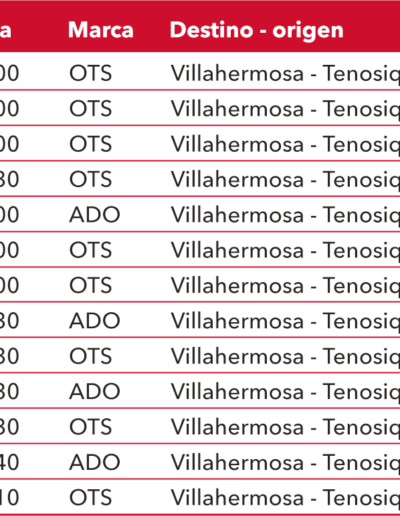 a Marca Destino - origen
00 OTS Villahermosa - Tenosiq
00 OTS Villahermosa - Tenosiq
00 OTS Villahermosa - Tenosiq
30 OTS Villahermosa - Tenosiq
00 ADO Villahermosa - Tenosiq
00 OTS Villahermosa - Tenosiq
00 OTS Villahermosa - Tenosiq
30 ADO Villahermosa - Tenosiq
30 OTS Villahermosa - Tenosiq
30 ADO Villahermosa - Tenosiq
30 OTS Villahermosa - Tenosiq
40 ADO Villahermosa - Tenosiq
10 OTS Villahermosa - Tenosiq